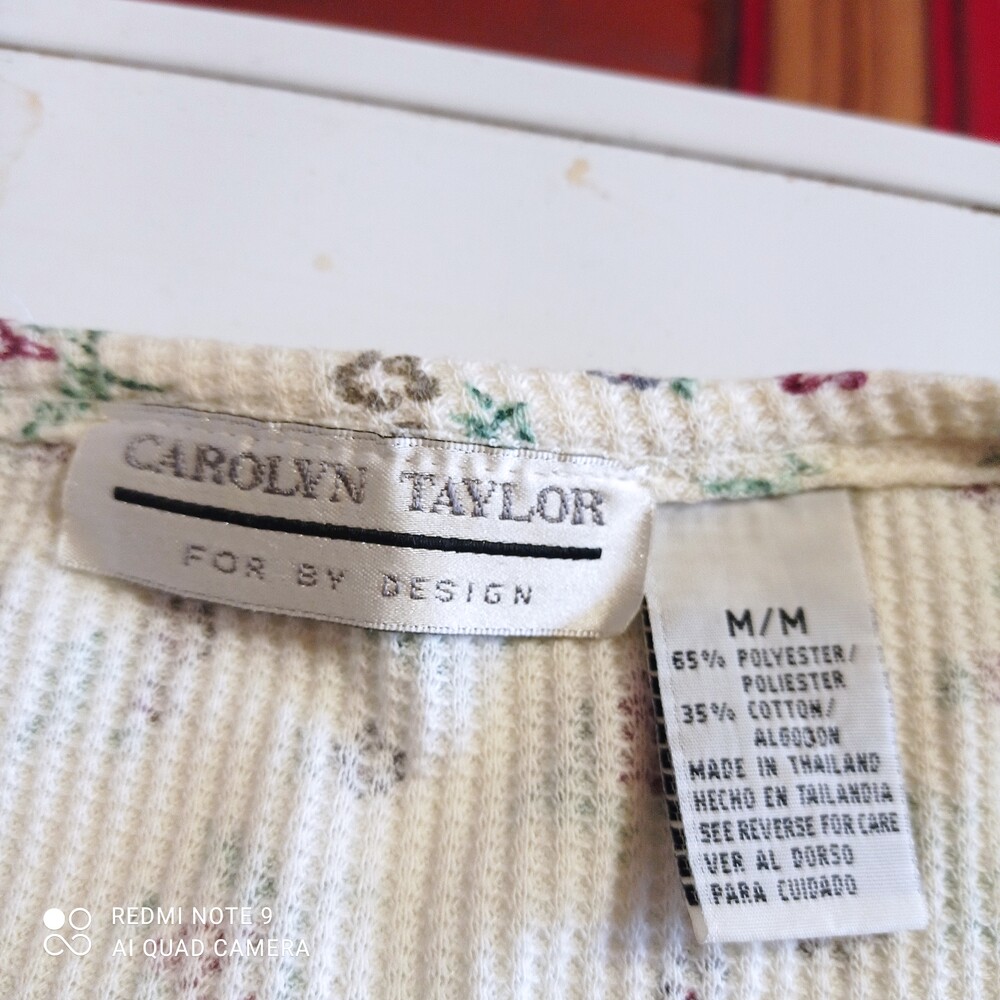 CAROLYN TAYLOR
FOR BY DESIGN
M/M
65% POLYESTER/
POLIESTER
35% COTTON/
ALGODON
MADE IN THAILAND
HECHO EN TAILANDIA
SEE REVERSE FOR CARE
VER AL DORSO
PARA CUIDADO
REDMI NOTE 9
AI QUAD CAMERA